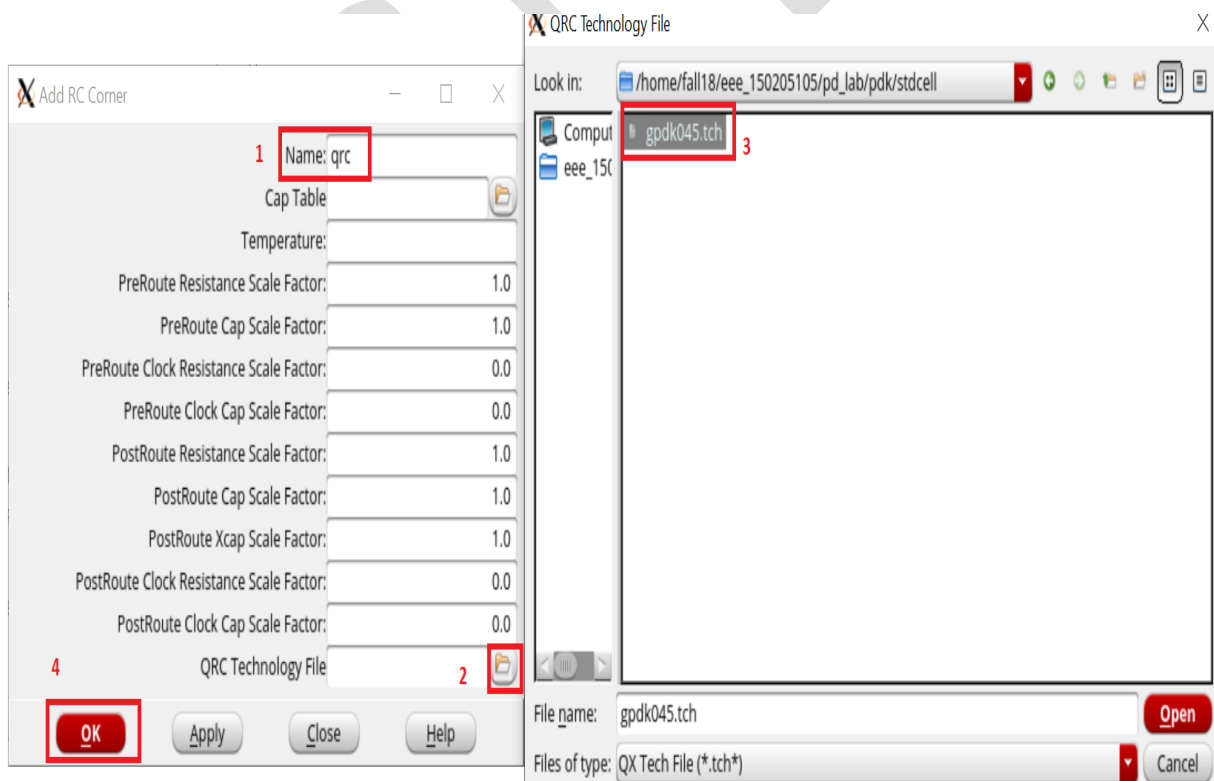 Add RC Corner
1 Name: qrc
Cap Table
Temperature:
PreRoute Resistance Scale Factor: 1.0
PreRoute Cap Scale Factor: 1.0
PreRoute Clock Resistance Scale Factor: 0.0
PreRoute Clock Cap Scale Factor: 0.0
PostRoute Resistance Scale Factor: 1.0
PostRoute Cap Scale Factor: 1.0
PostRoute Xcap Scale Factor: 1.0
PostRoute Clock Resistance Scale Factor: 0.0
PostRoute Clock Cap Scale Factor: 0.0
4 QRC Technology File 2
OK Apply Close Help
QRC Technology File
Look in: /home/fall18/eee_150205105/pd_lab/pdk/stdcell
Comput
eee_150
gpdk045.tch 3
File name: gpdk045.tch Open
Files of type: QX Tech File (*.tch*) Cancel